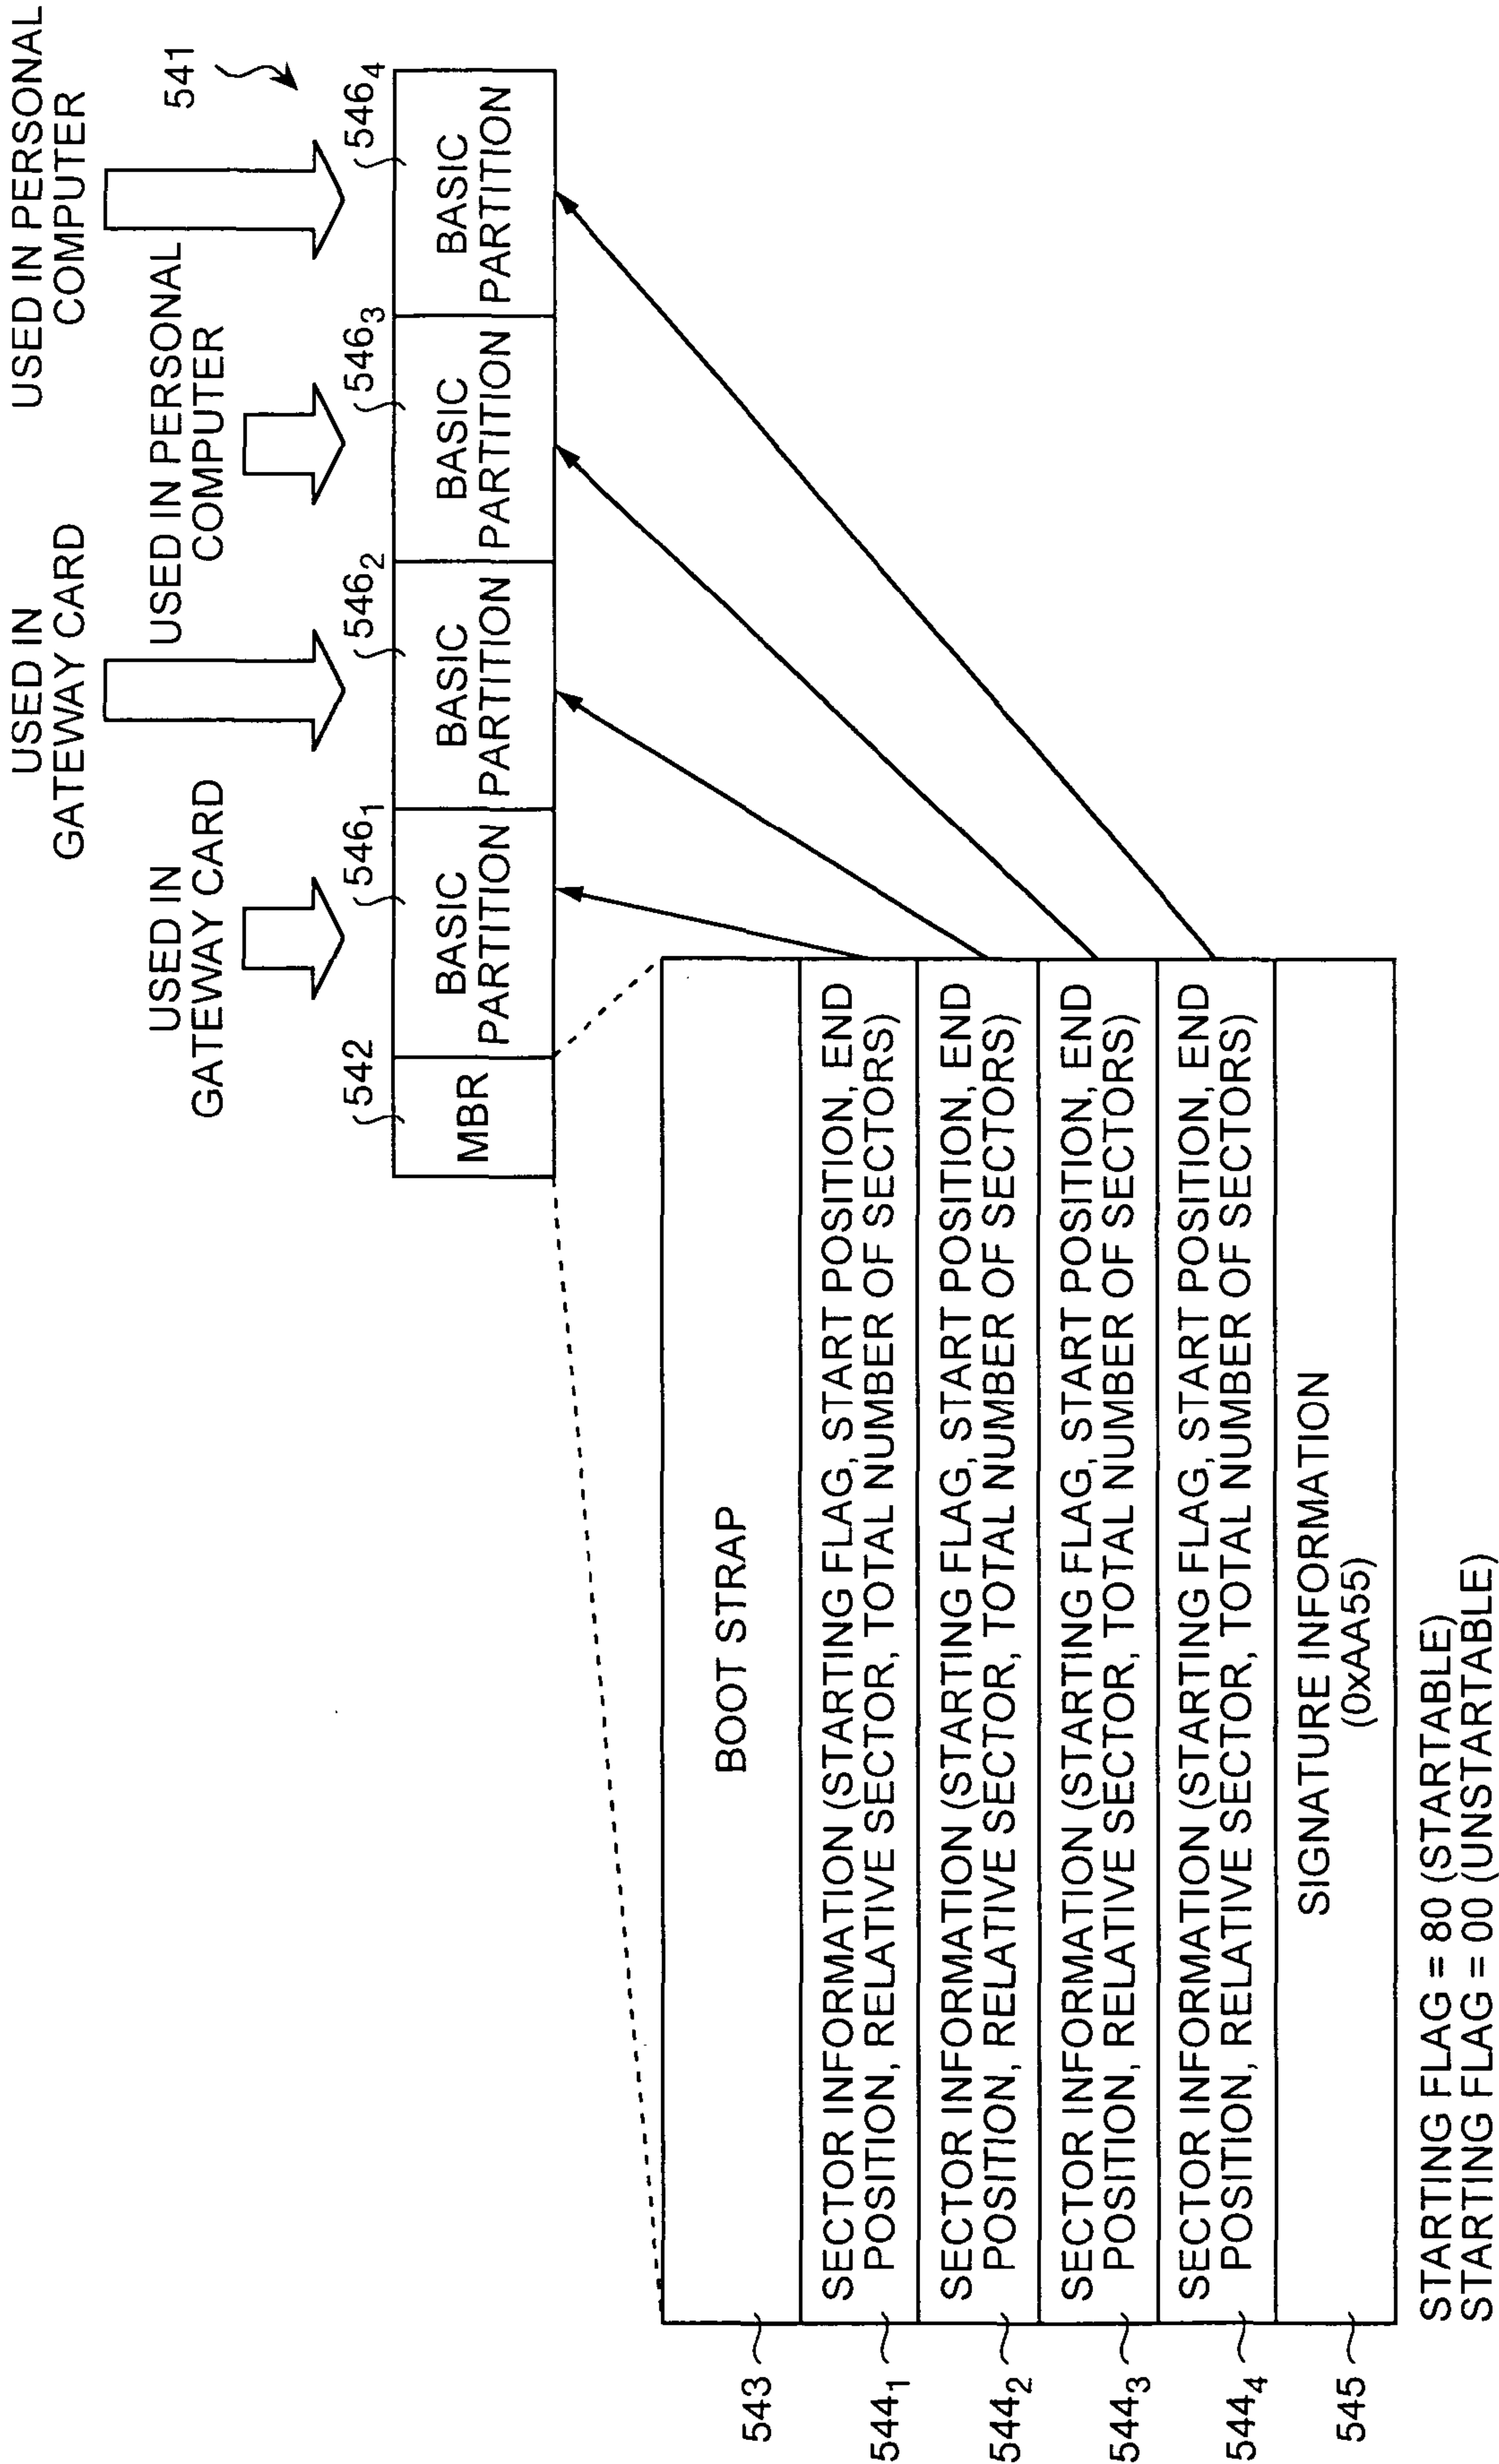 USED IN
GATEWAY CARD
USED IN PERSONAL
COMPUTER
USED IN
GATEWAY CARD
USED IN PERSONAL
COMPUTER
541
542
546₁
546₂
546₃
546₄
MBR
BASIC
PARTITION
BASIC
PARTITION
BASIC
PARTITION
BASIC
PARTITION
543
BOOT STRAP
544₁
SECTOR INFORMATION (STARTING FLAG, START POSITION, END
POSITION, RELATIVE SECTOR, TOTAL NUMBER OF SECTORS)
544₂
SECTOR INFORMATION (STARTING FLAG, START POSITION, END
POSITION, RELATIVE SECTOR, TOTAL NUMBER OF SECTORS)
544₃
SECTOR INFORMATION (STARTING FLAG, START POSITION, END
POSITION, RELATIVE SECTOR, TOTAL NUMBER OF SECTORS)
544₄
SECTOR INFORMATION (STARTING FLAG, START POSITION, END
POSITION, RELATIVE SECTOR, TOTAL NUMBER OF SECTORS)
545
SIGNATURE INFORMATION
(0xAA55)
STARTING FLAG = 80 (STARTABLE)
STARTING FLAG = 00 (UNSTARTABLE)